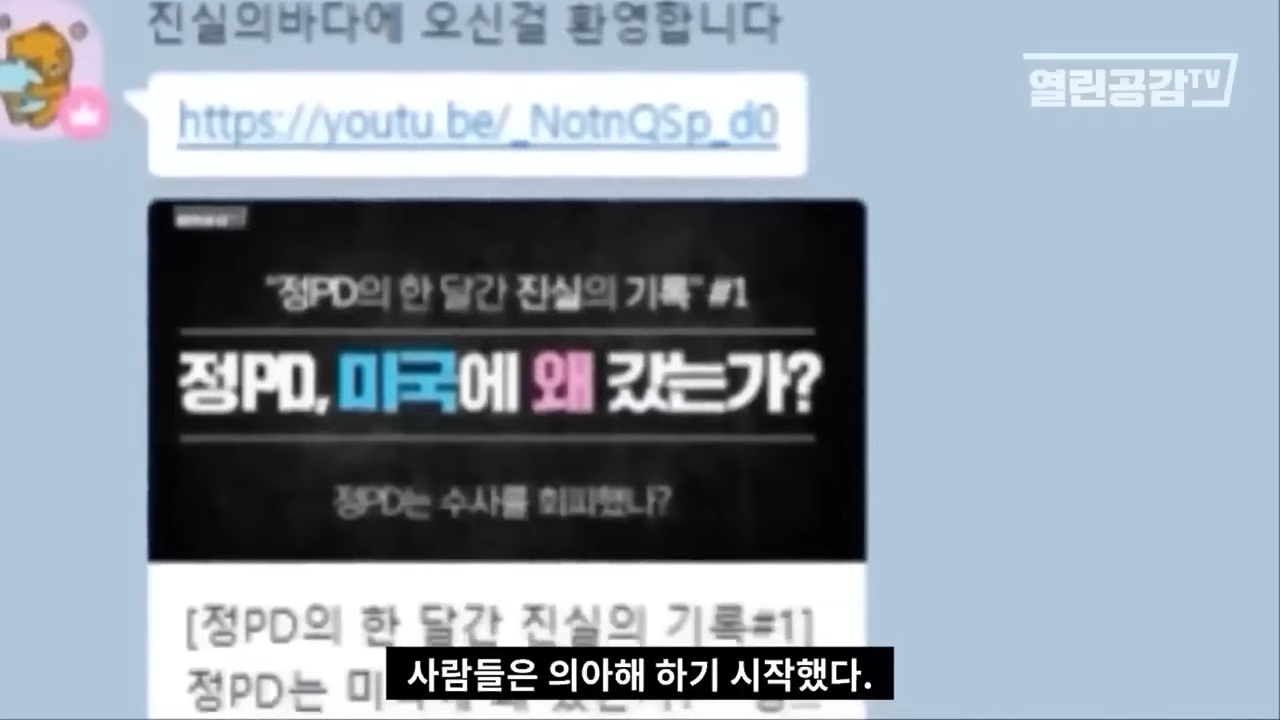 진실의바다에 오신걸 환영합니다
열린공감TV
https://youtu.be/_NotnQSp_d0
"정PD의 한 달간 진실의 기록" #1
정PD, 미국에 왜 갔는가?
정PD는 수사를 회피했나?
[정PD의 한 달간 진실의 기록#1]
정PD는
사람들은 의아해 하기 시작했다.